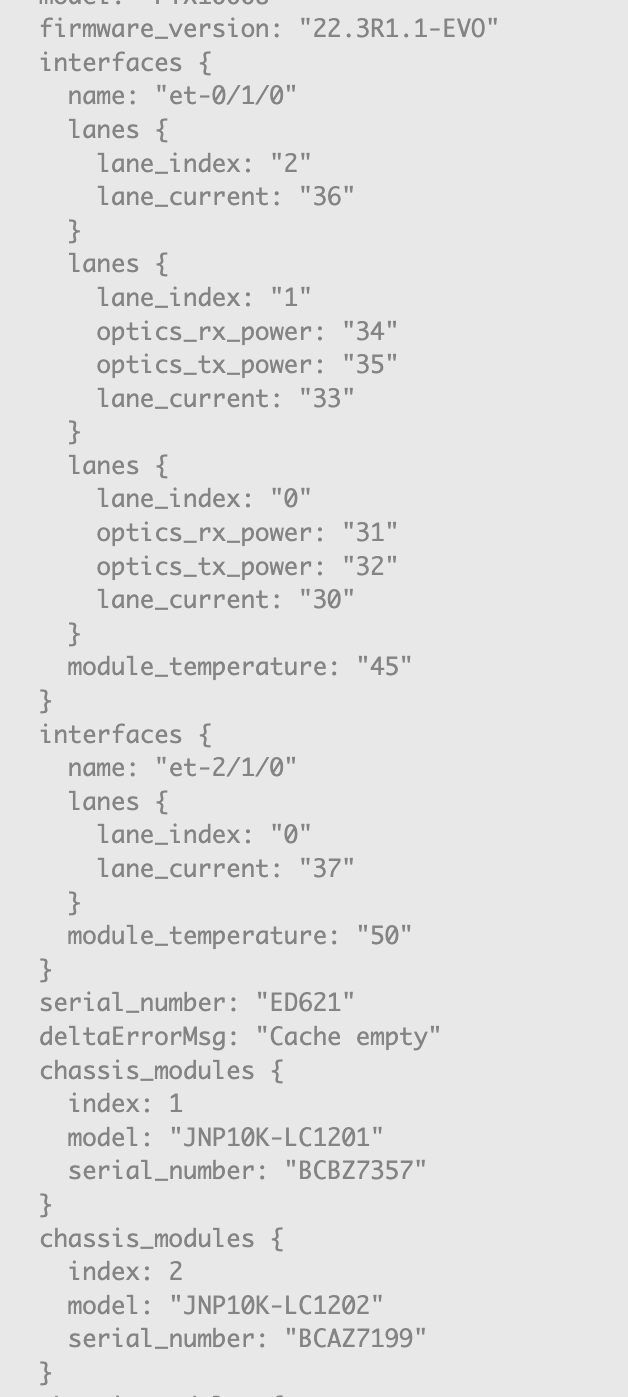 firmware_version: "22.3R1.1-EVO"
interfaces {
  name: "et-0/1/0"
  lanes {
    lane_index: "2"
    lane_current: "36"
  }
  lanes {
    lane_index: "1"
    optics_rx_power: "34"
    optics_tx_power: "35"
    lane_current: "33"
  }
  lanes {
    lane_index: "0"
    optics_rx_power: "31"
    optics_tx_power: "32"
    lane_current: "30"
  }
  module_temperature: "45"
}
interfaces {
  name: "et-2/1/0"
  lanes {
    lane_index: "0"
    lane_current: "37"
  }
  module_temperature: "50"
}
serial_number: "ED621"
deltaErrorMsg: "Cache empty"
chassis_modules {
  index: 1
  model: "JNP10K-LC1201"
  serial_number: "BCBZ7357"
}
chassis_modules {
  index: 2
  model: "JNP10K-LC1202"
  serial_number: "BCAZ7199"
}